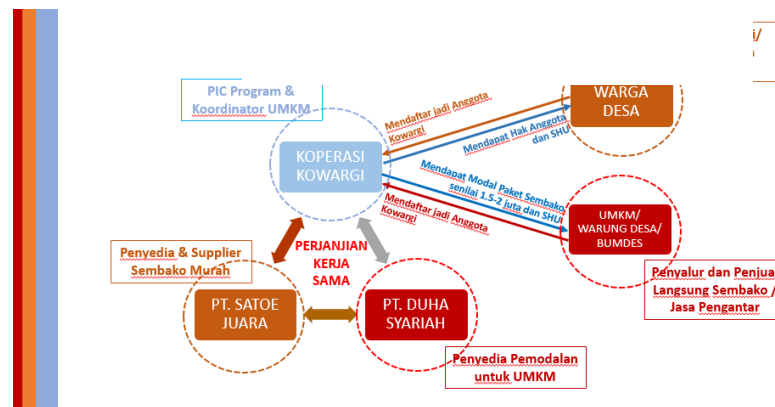 i/
PIC Program &
Koordinator UMKM
WARGA
DESA
Mendaftar jadi Anggota
Kowargi
Mendapat Hak Anggota
dan SHU
KOPERASI
KOWARGI
Mendapat Modal Paket Sembako
senilai 1.5-2 juta dan SHU
Mendaftar jadi Anggota
Kowargi
UMKM/
WARUNG DESA/
BUMDES
PERJANJIAN
KERJA
SAMA
Penyedia & Supplier
Sembako Murah
Penyalur dan Penjua
Langsung Sembako /
Jasa Pengantar
PT. SATOE
JUARA
PT. DUHA
SYARIAH
Penyedia Pemodalan
untuk UMKM